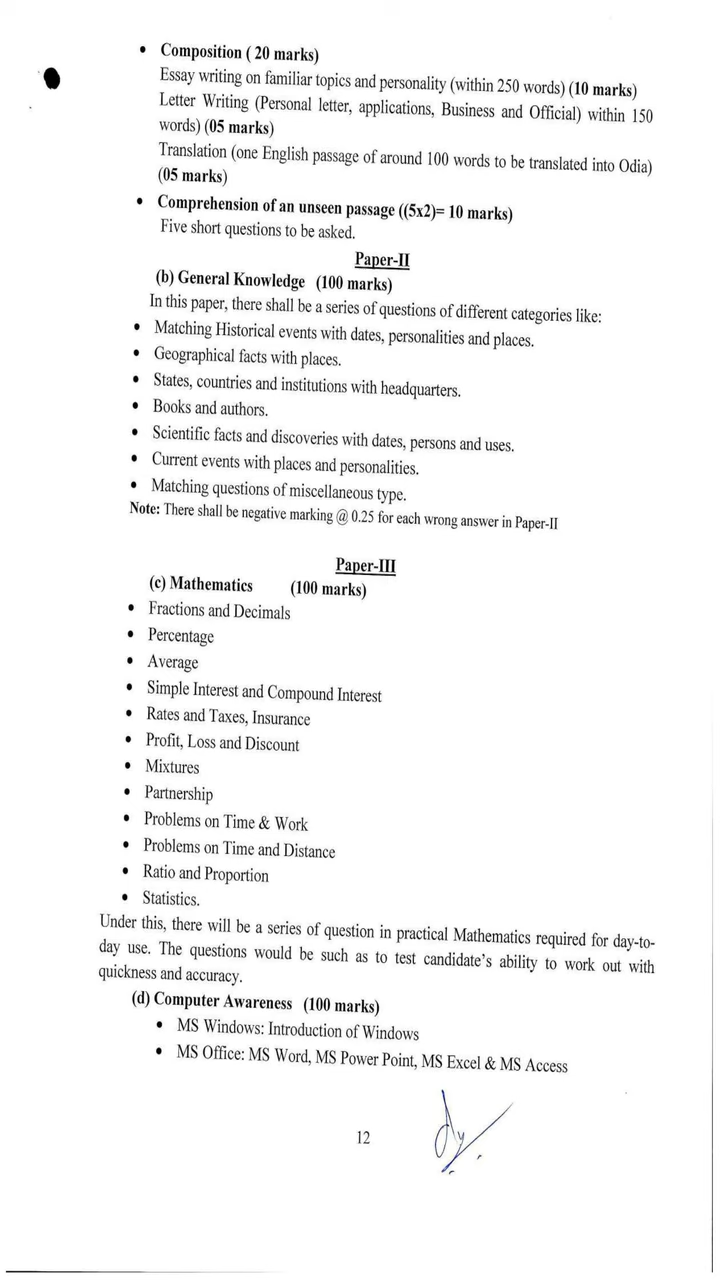 • Composition ( 20 marks)
Essay writing on familiar topics and personality (within 250 words) (10 marks)
Letter Writing (Personal letter, applications, Business and Official) within 150
words) (05 marks)
Translation (one English passage of around 100 words to be translated into Odia)
(05 marks)
• Comprehension of an unseen passage ((5x2)= 10 marks)
Five short questions to be asked.
Paper-II
(b) General Knowledge (100 marks)
In this paper, there shall be a series of questions of different categories like:
• Matching Historical events with dates, personalities and places.
• Geographical facts with places.
• States, countries and institutions with headquarters.
• Books and authors.
• Scientific facts and discoveries with dates, persons and uses.
• Current events with places and personalities.
• Matching questions of miscellaneous type.
Note: There shall be negative marking @ 0.25 for each wrong answer in Paper-II
Paper-III
(c) Mathematics (100 marks)
• Fractions and Decimals
• Percentage
• Average
• Simple Interest and Compound Interest
• Rates and Taxes, Insurance
• Profit, Loss and Discount
• Mixtures
• Partnership
• Problems on Time & Work
• Problems on Time and Distance
• Ratio and Proportion
• Statistics.
Under this, there will be a series of question in practical Mathematics required for day-to-
day use. The questions would be such as to test candidate's ability to work out with
quickness and accuracy.
(d) Computer Awareness (100 marks)
• MS Windows: Introduction of Windows
• MS Office: MS Word, MS Power Point, MS Excel & MS Access
12